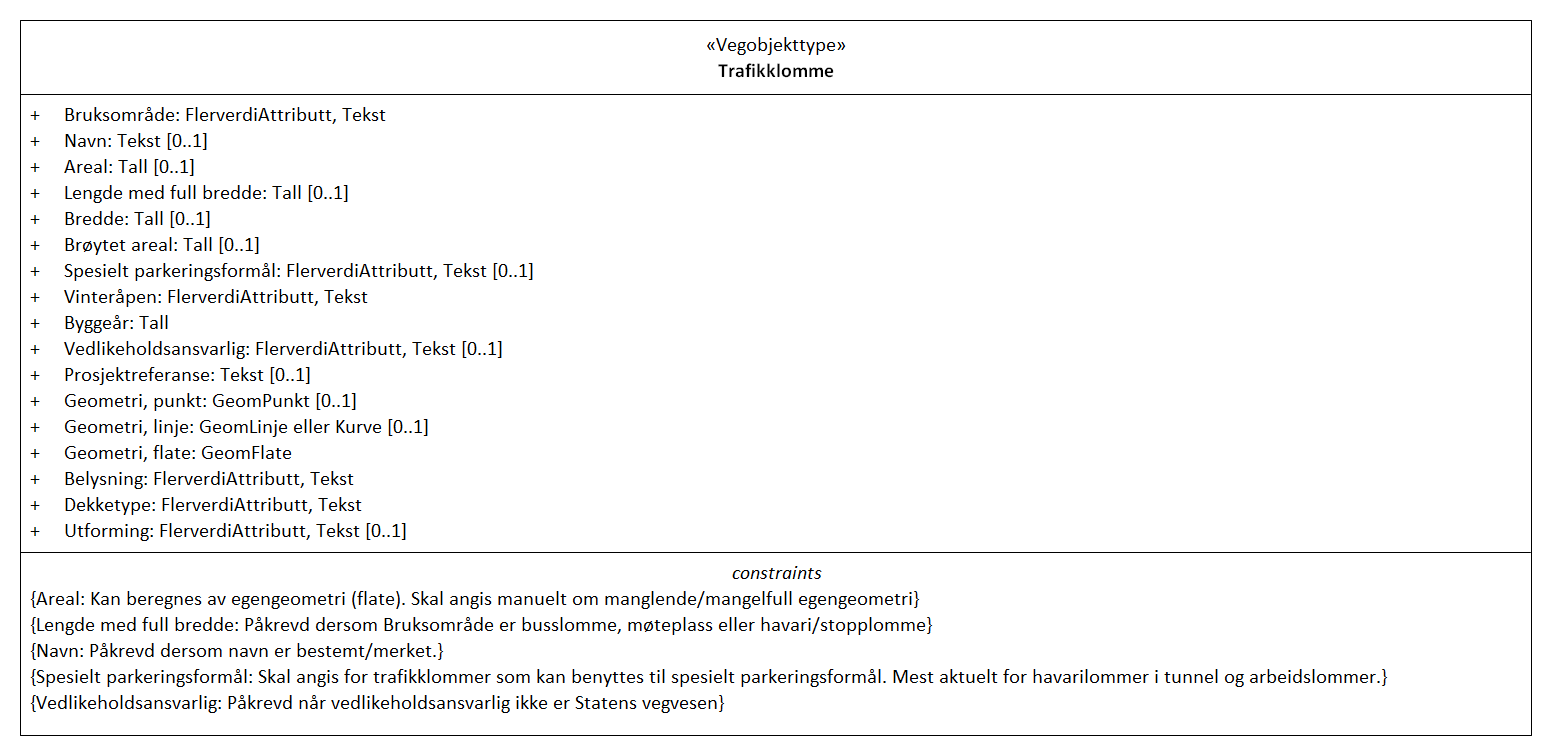 «Vegobjekttype»
Trafikklomme
+ Bruksområde: FlerverdiAttributt, Tekst
+ Navn: Tekst [0..1]
+ Areal: Tall [0..1]
+ Lengde med full bredde: Tall [0..1]
+ Bredde: Tall [0..1]
+ Brøytet areal: Tall [0..1]
+ Spesielt parkeringsformål: FlerverdiAttributt, Tekst [0..1]
+ Vinteråpen: FlerverdiAttributt, Tekst
+ Byggeår: Tall
+ Vedlikeholdsansvarlig: FlerverdiAttributt, Tekst [0..1]
+ Prosjektreferanse: Tekst [0..1]
+ Geometri, punkt: GeomPunkt [0..1]
+ Geometri, linje: GeomLinje eller Kurve [0..1]
+ Geometri, flate: GeomFlate
+ Belysning: FlerverdiAttributt, Tekst
+ Dekketype: FlerverdiAttributt, Tekst
+ Utforming: FlerverdiAttributt, Tekst [0..1]
constraints
{Areal: Kan beregnes av egengeometri (flate). Skal angis manuelt om manglende/mangelfull egengeometri}
{Lengde med full bredde: Påkrevd dersom Bruksområde er busslomme, møteplass eller havari/stopplomme}
{Navn: Påkrevd dersom navn er bestemt/merket.}
{Spesielt parkeringsformål: Skal angis for trafikklommer som kan benyttes til spesielt parkeringsformål. Mest aktuelt for havarilommer i tunnel og arbeidslommer.}
{Vedlikeholdsansvarlig: Påkrevd når vedlikeholdsansvarlig ikke er Statens vegvesen}